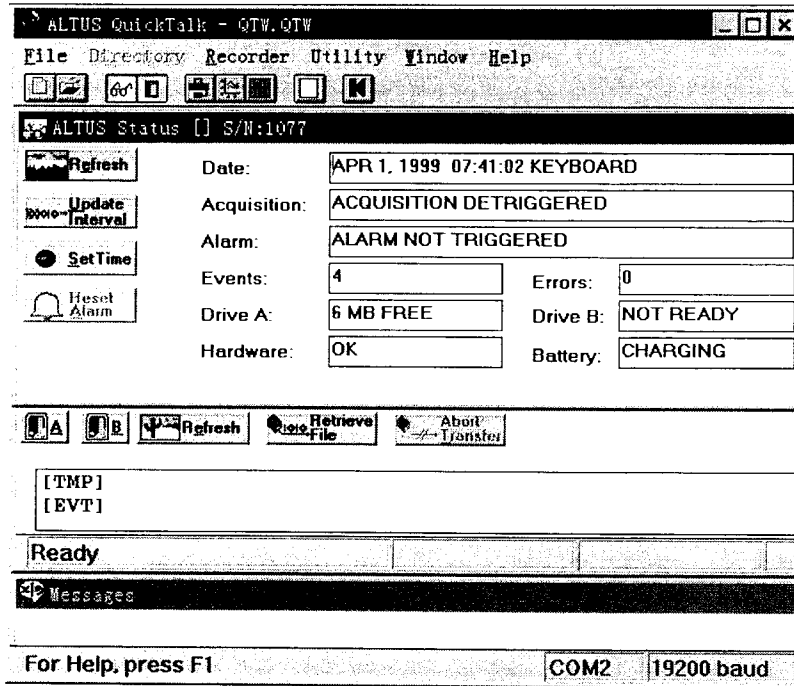 ALTUS QuickTalk - QTW.QTW
File Directory Recorder Utility Window Help
ALTUS Status [] S/N:1077
Refresh
Date: APR 1, 1999 07:41:02 KEYBOARD
Update Interval
Acquisition: ACQUISITION DETRIGGERED
Alarm: ALARM NOT TRIGGERED
SetTime
Events: 4 Errors: 0
Reset Alarm
Drive A: 6 MB FREE Drive B: NOT READY
Hardware: OK Battery: CHARGING
A B Refresh Retrieve File Abort Transfer
[TMP]
[EVT]
Ready
Messages
For Help, press F1 COM2 19200 baud